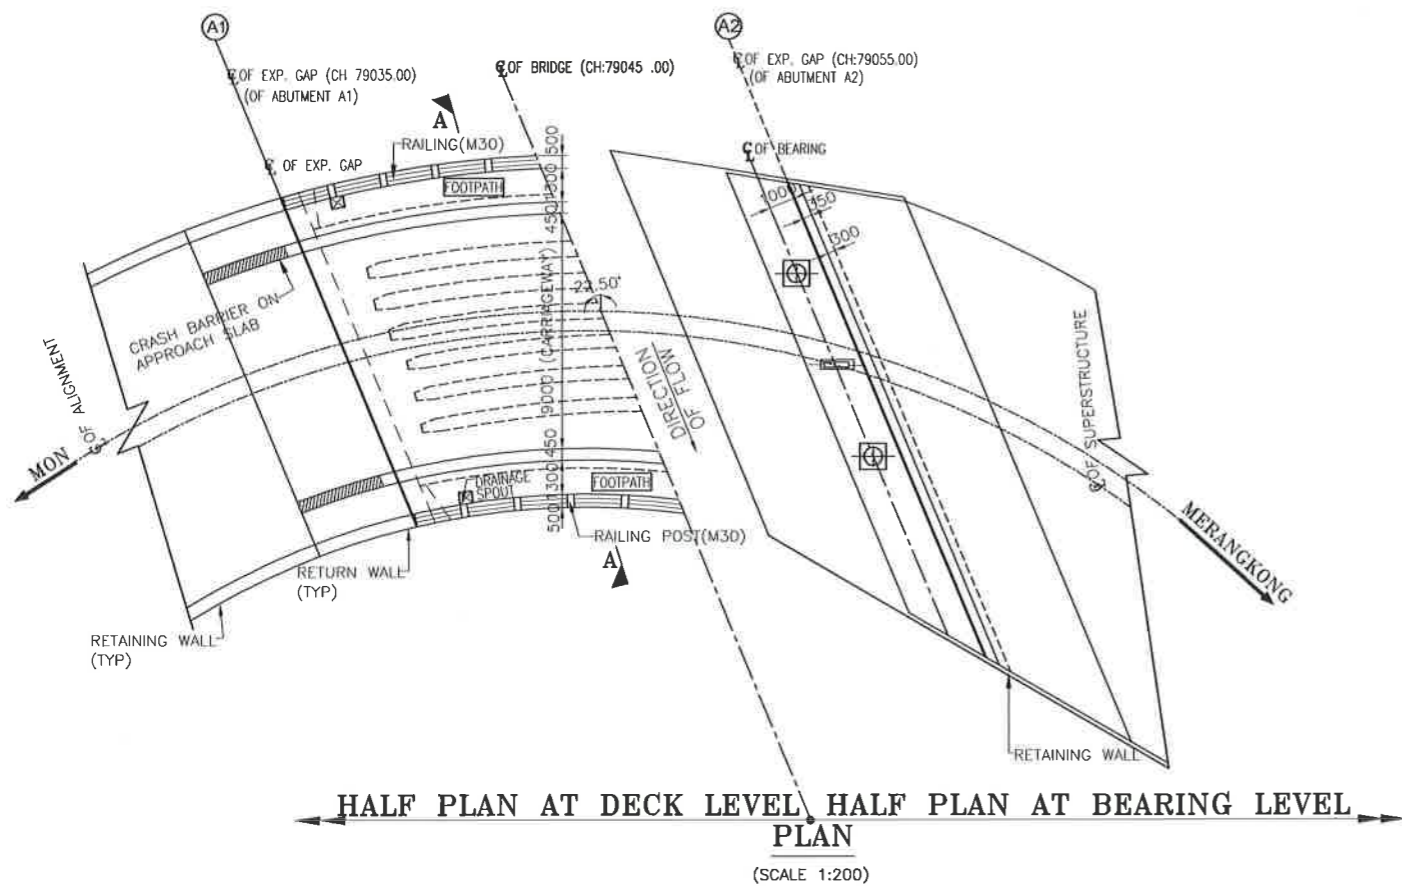 A1
A2
℄ OF EXP. GAP (CH 79035.00)
(OF ABUTMENT A1)
℄ OF BRIDGE (CH:79045 .00)
℄ OF EXP. GAP (CH:79055.00)
(OF ABUTMENT A2)
A
RAILING(M30)
℄ OF EXP. GAP
℄ OF BEARING
FOOTPATH
500
1300
450
9000 (CARRIAGEWAY)
450
1300
500
1000
350
300
22.50°
CRASH BARRIER ON
APPROACH SLAB
℄ OF ALIGNMENT
MON
DIRECTION
OF FLOW
℄ OF SUPERSTRUCTURE
DRAINAGE
SPOUT
FOOTPATH
RAILING POST(M30)
A
MERANGKONG
RETURN WALL
(TYP)
RETAINING WALL
(TYP)
RETAINING WALL
HALF PLAN AT DECK LEVEL
HALF PLAN AT BEARING LEVEL
PLAN
(SCALE 1:200)